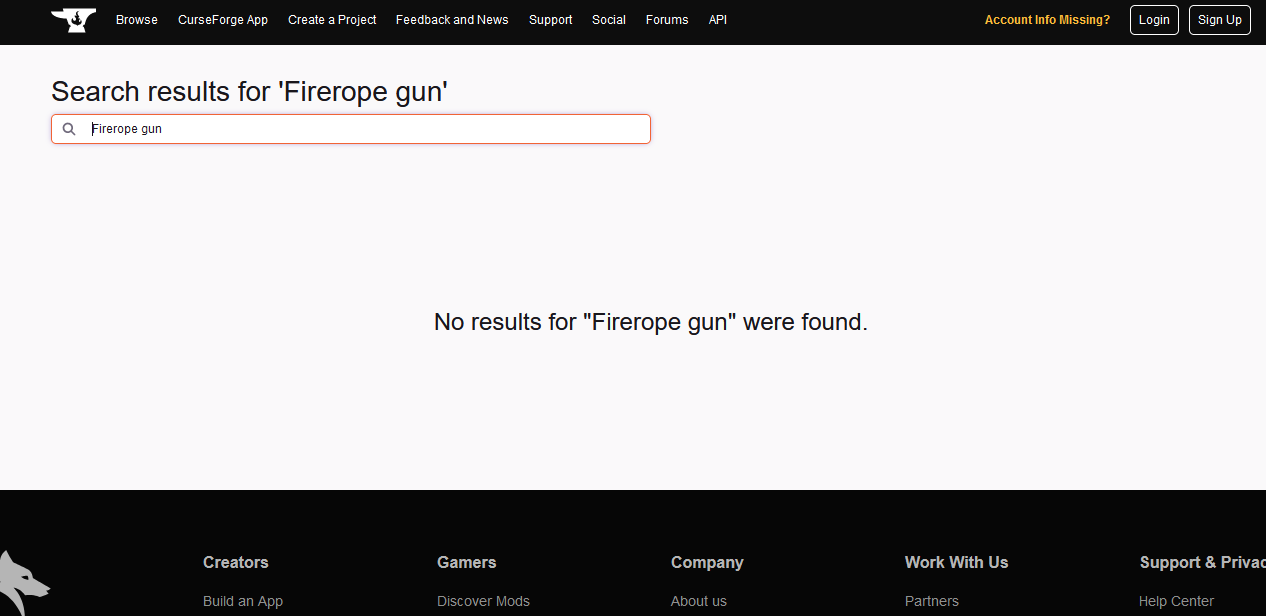 Browse CurseForge App Create a Project Feedback and News Support Social Forums API Account Info Missing? Login Sign Up
Search results for 'Firerope gun'
Firerope gun
No results for "Firerope gun" were found.
Creators Gamers Company Work With Us Support & Privac
Build an App Discover Mods About us Partners Help Center